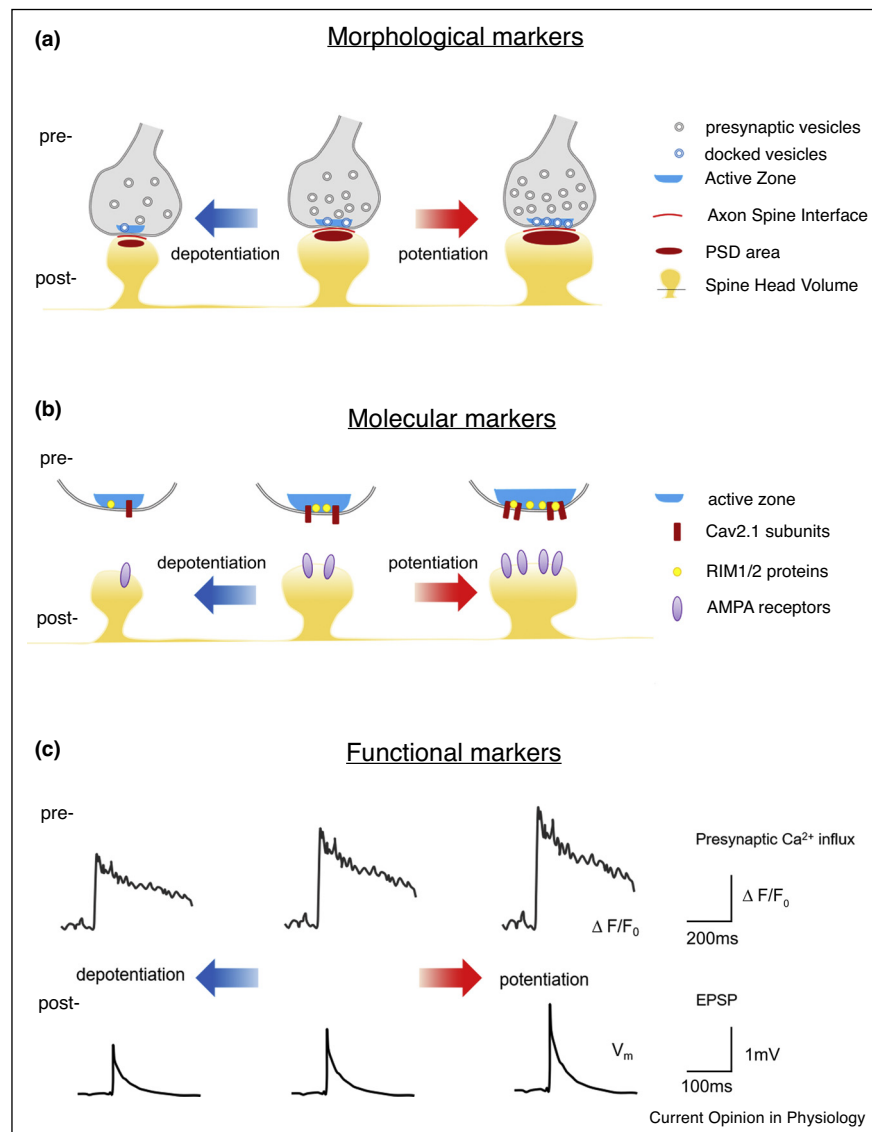 (a)
Morphological markers
pre-
presynaptic vesicles
docked vesicles
Active Zone
depotentiation
potentiation
Axon Spine Interface
PSD area
post-
Spine Head Volume
(b)
Molecular markers
pre-
active zone
Cav2.1 subunits
depotentiation
potentiation
RIM1/2 proteins
AMPA receptors
post-
(c)
Functional markers
pre-
Presynaptic Ca²⁺ influx
Δ F/F₀
Δ F/F₀
200ms
depotentiation
potentiation
post-
EPSP
Vₘ
1mV
100ms
Current Opinion in Physiology